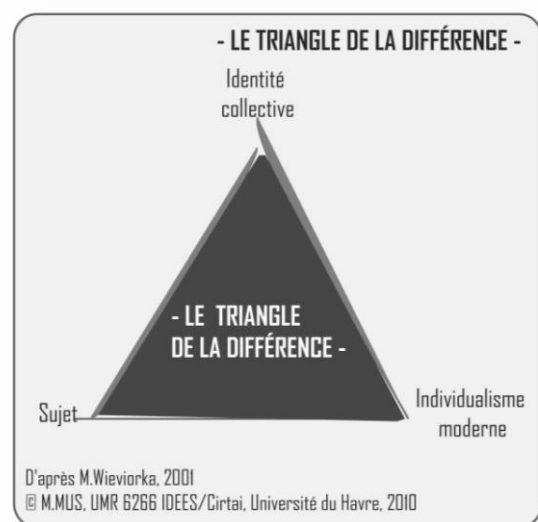 - LE TRIANGLE DE LA DIFFÉRENCE -
Identité
collective
- LE TRIANGLE
DE LA DIFFÉRENCE -
Sujet
Individualisme
moderne
D'après M.Wieviorka, 2001
© M.MUS, UMR 6266 IDEES/Cirtai, Université du Havre, 2010